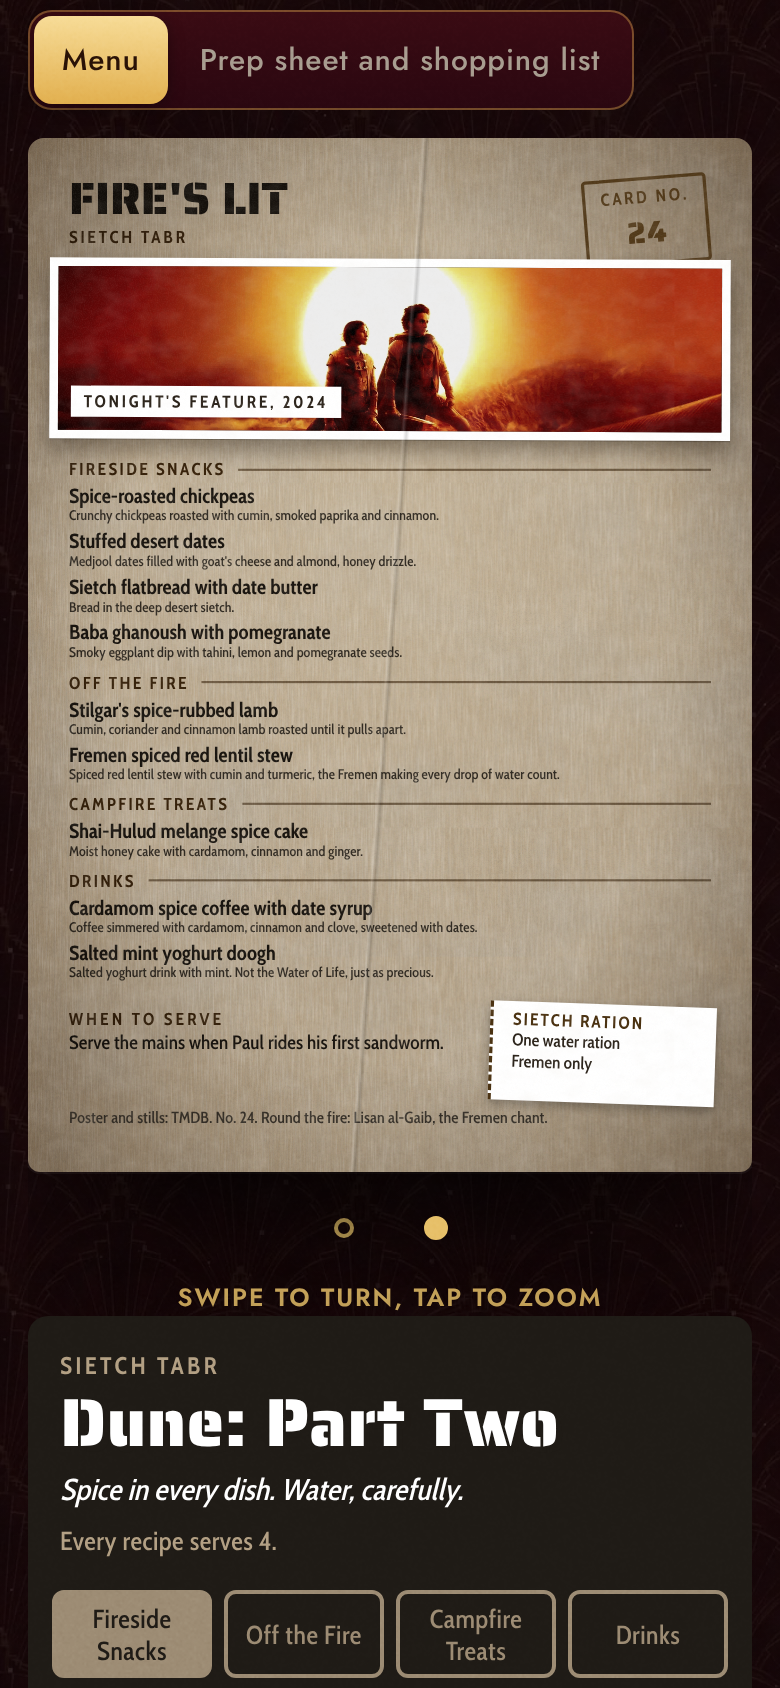 Menu
Prep sheet and shopping list
FIRE'S LIT
SIETCH TABR
CARD NO.
24
TONIGHT'S FEATURE, 2024
FIRESIDE SNACKS
Spice-roasted chickpeas
Crunchy chickpeas roasted with cumin, smoked paprika and cinnamon.
Stuffed desert dates
Medjool dates filled with goat's cheese and almond, honey drizzle.
Sietch flatbread with date butter
Bread in the deep desert sietch.
Baba ghanoush with pomegranate
Smoky eggplant dip with tahini, lemon and pomegranate seeds.
OFF THE FIRE
Stilgar's spice-rubbed lamb
Cumin, coriander and cinnamon lamb roasted until it pulls apart.
Fremen spiced red lentil stew
Spiced red lentil stew with cumin and turmeric, the Fremen making every drop of water count.
CAMPFIRE TREATS
Shai-Hulud melange spice cake
Moist honey cake with cardamom, cinnamon and ginger.
DRINKS
Cardamom spice coffee with date syrup
Coffee simmered with cardamom, cinnamon and clove, sweetened with dates.
Salted mint yoghurt doogh
Salted yoghurt drink with mint. Not the Water of Life, just as precious.
WHEN TO SERVE
Serve the mains when Paul rides his first sandworm.
SIETCH RATION
One water ration
Fremen only
Poster and stills: TMDB. No. 24. Round the fire: Lisan al-Gaib, the Fremen chant.
SWIPE TO TURN, TAP TO ZOOM
SIETCH TABR
Dune: Part Two
Spice in every dish. Water, carefully.
Every recipe serves 4.
Fireside
Snacks
Off the Fire
Campfire
Treats
Drinks